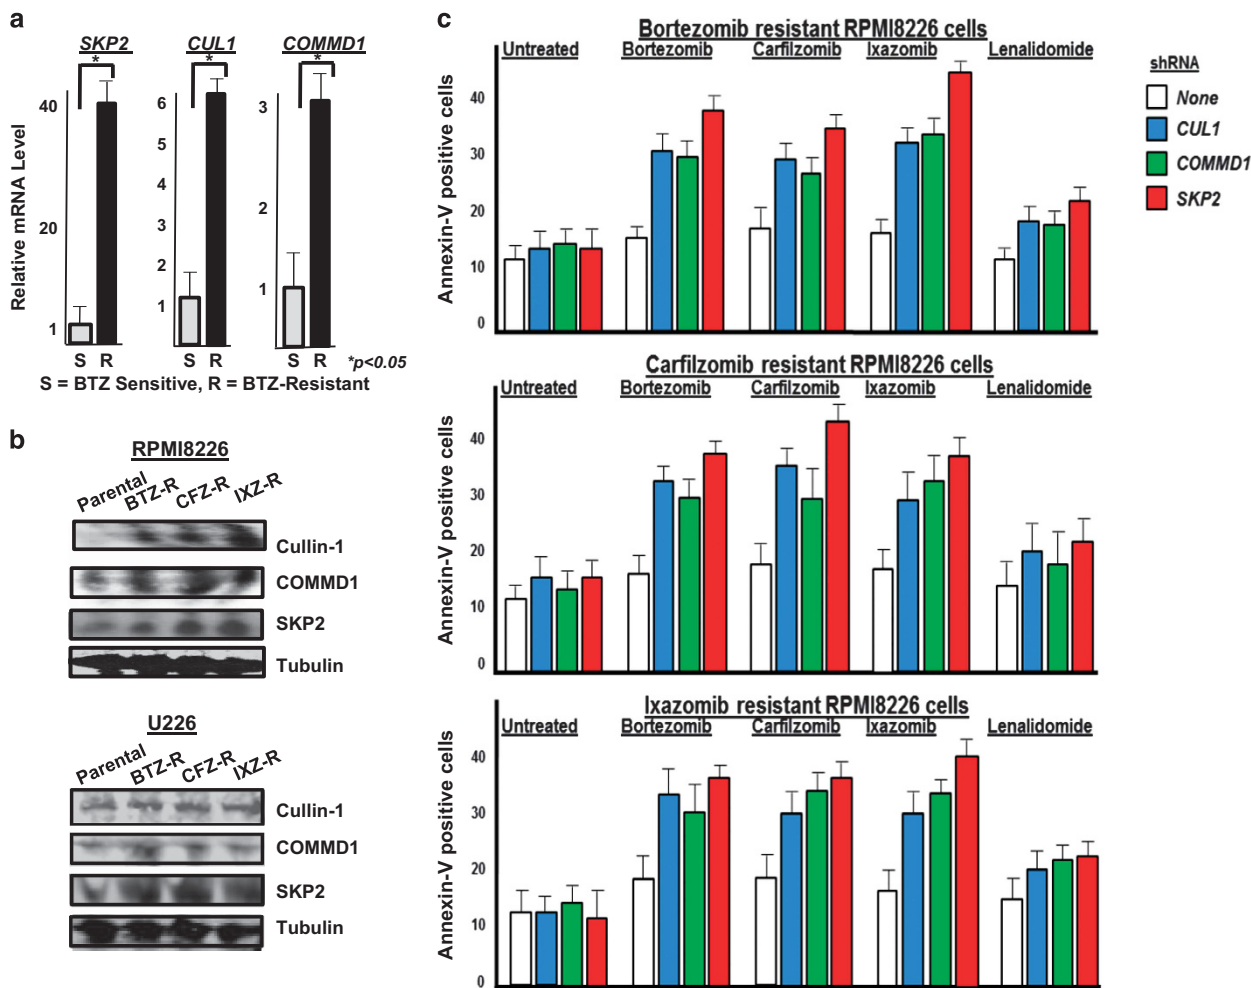 a
SKP2
CUL1
COMMD1
*
*
*
Relative mRNA Level
40
20
1
6
5
4
3
2
1
3
2
1
S R
S R
S R
*p<0.05
S = BTZ Sensitive, R = BTZ-Resistant
b
RPMI8226
Parental
BTZ-R
CFZ-R
IXZ-R
Cullin-1
COMMD1
SKP2
Tubulin
U226
Parental
BTZ-R
CFZ-R
IXZ-R
Cullin-1
COMMD1
SKP2
Tubulin
c
Bortezomib resistant RPMI8226 cells
Untreated
Bortezomib
Carfilzomib
Ixazomib
Lenalidomide
Annexin-V positive cells
40
30
20
10
0
shRNA
None
CUL1
COMMD1
SKP2
Carfilzomib resistant RPMI8226 cells
Untreated
Bortezomib
Carfilzomib
Ixazomib
Lenalidomide
Annexin-V positive cells
40
30
20
10
0
Ixazomib resistant RPMI8226 cells
Untreated
Bortezomib
Carfilzomib
Ixazomib
Lenalidomide
Annexin-V positive cells
40
30
20
10
0